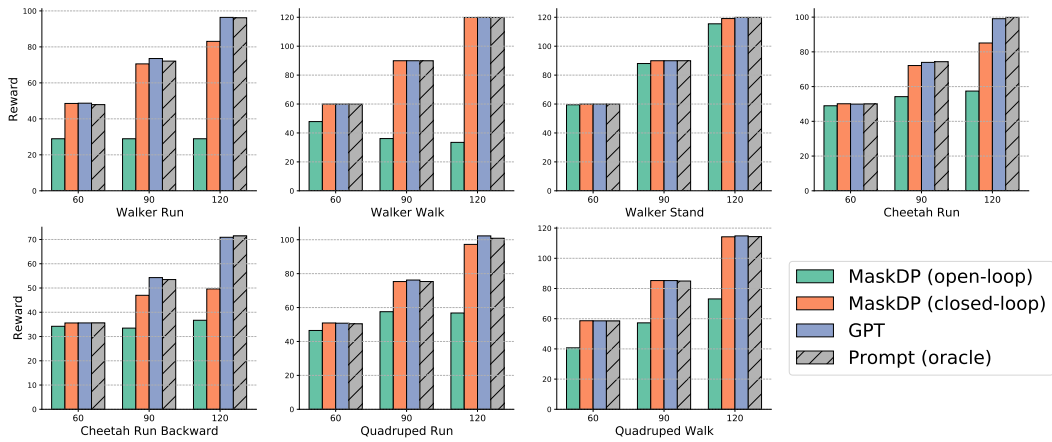 Reward
100
80
60
40
20
0
60 90 120
Walker Run
120
100
80
60
40
20
0
60 90 120
Walker Walk
120
100
80
60
40
20
0
60 90 120
Walker Stand
100
80
60
40
20
0
60 90 120
Cheetah Run
Reward
70
60
50
40
30
20
10
0
60 90 120
Cheetah Run Backward
100
80
60
40
20
0
60 90 120
Quadruped Run
120
100
80
60
40
20
0
60 90 120
Quadruped Walk
MaskDP (open-loop)
MaskDP (closed-loop)
GPT
Prompt (oracle)